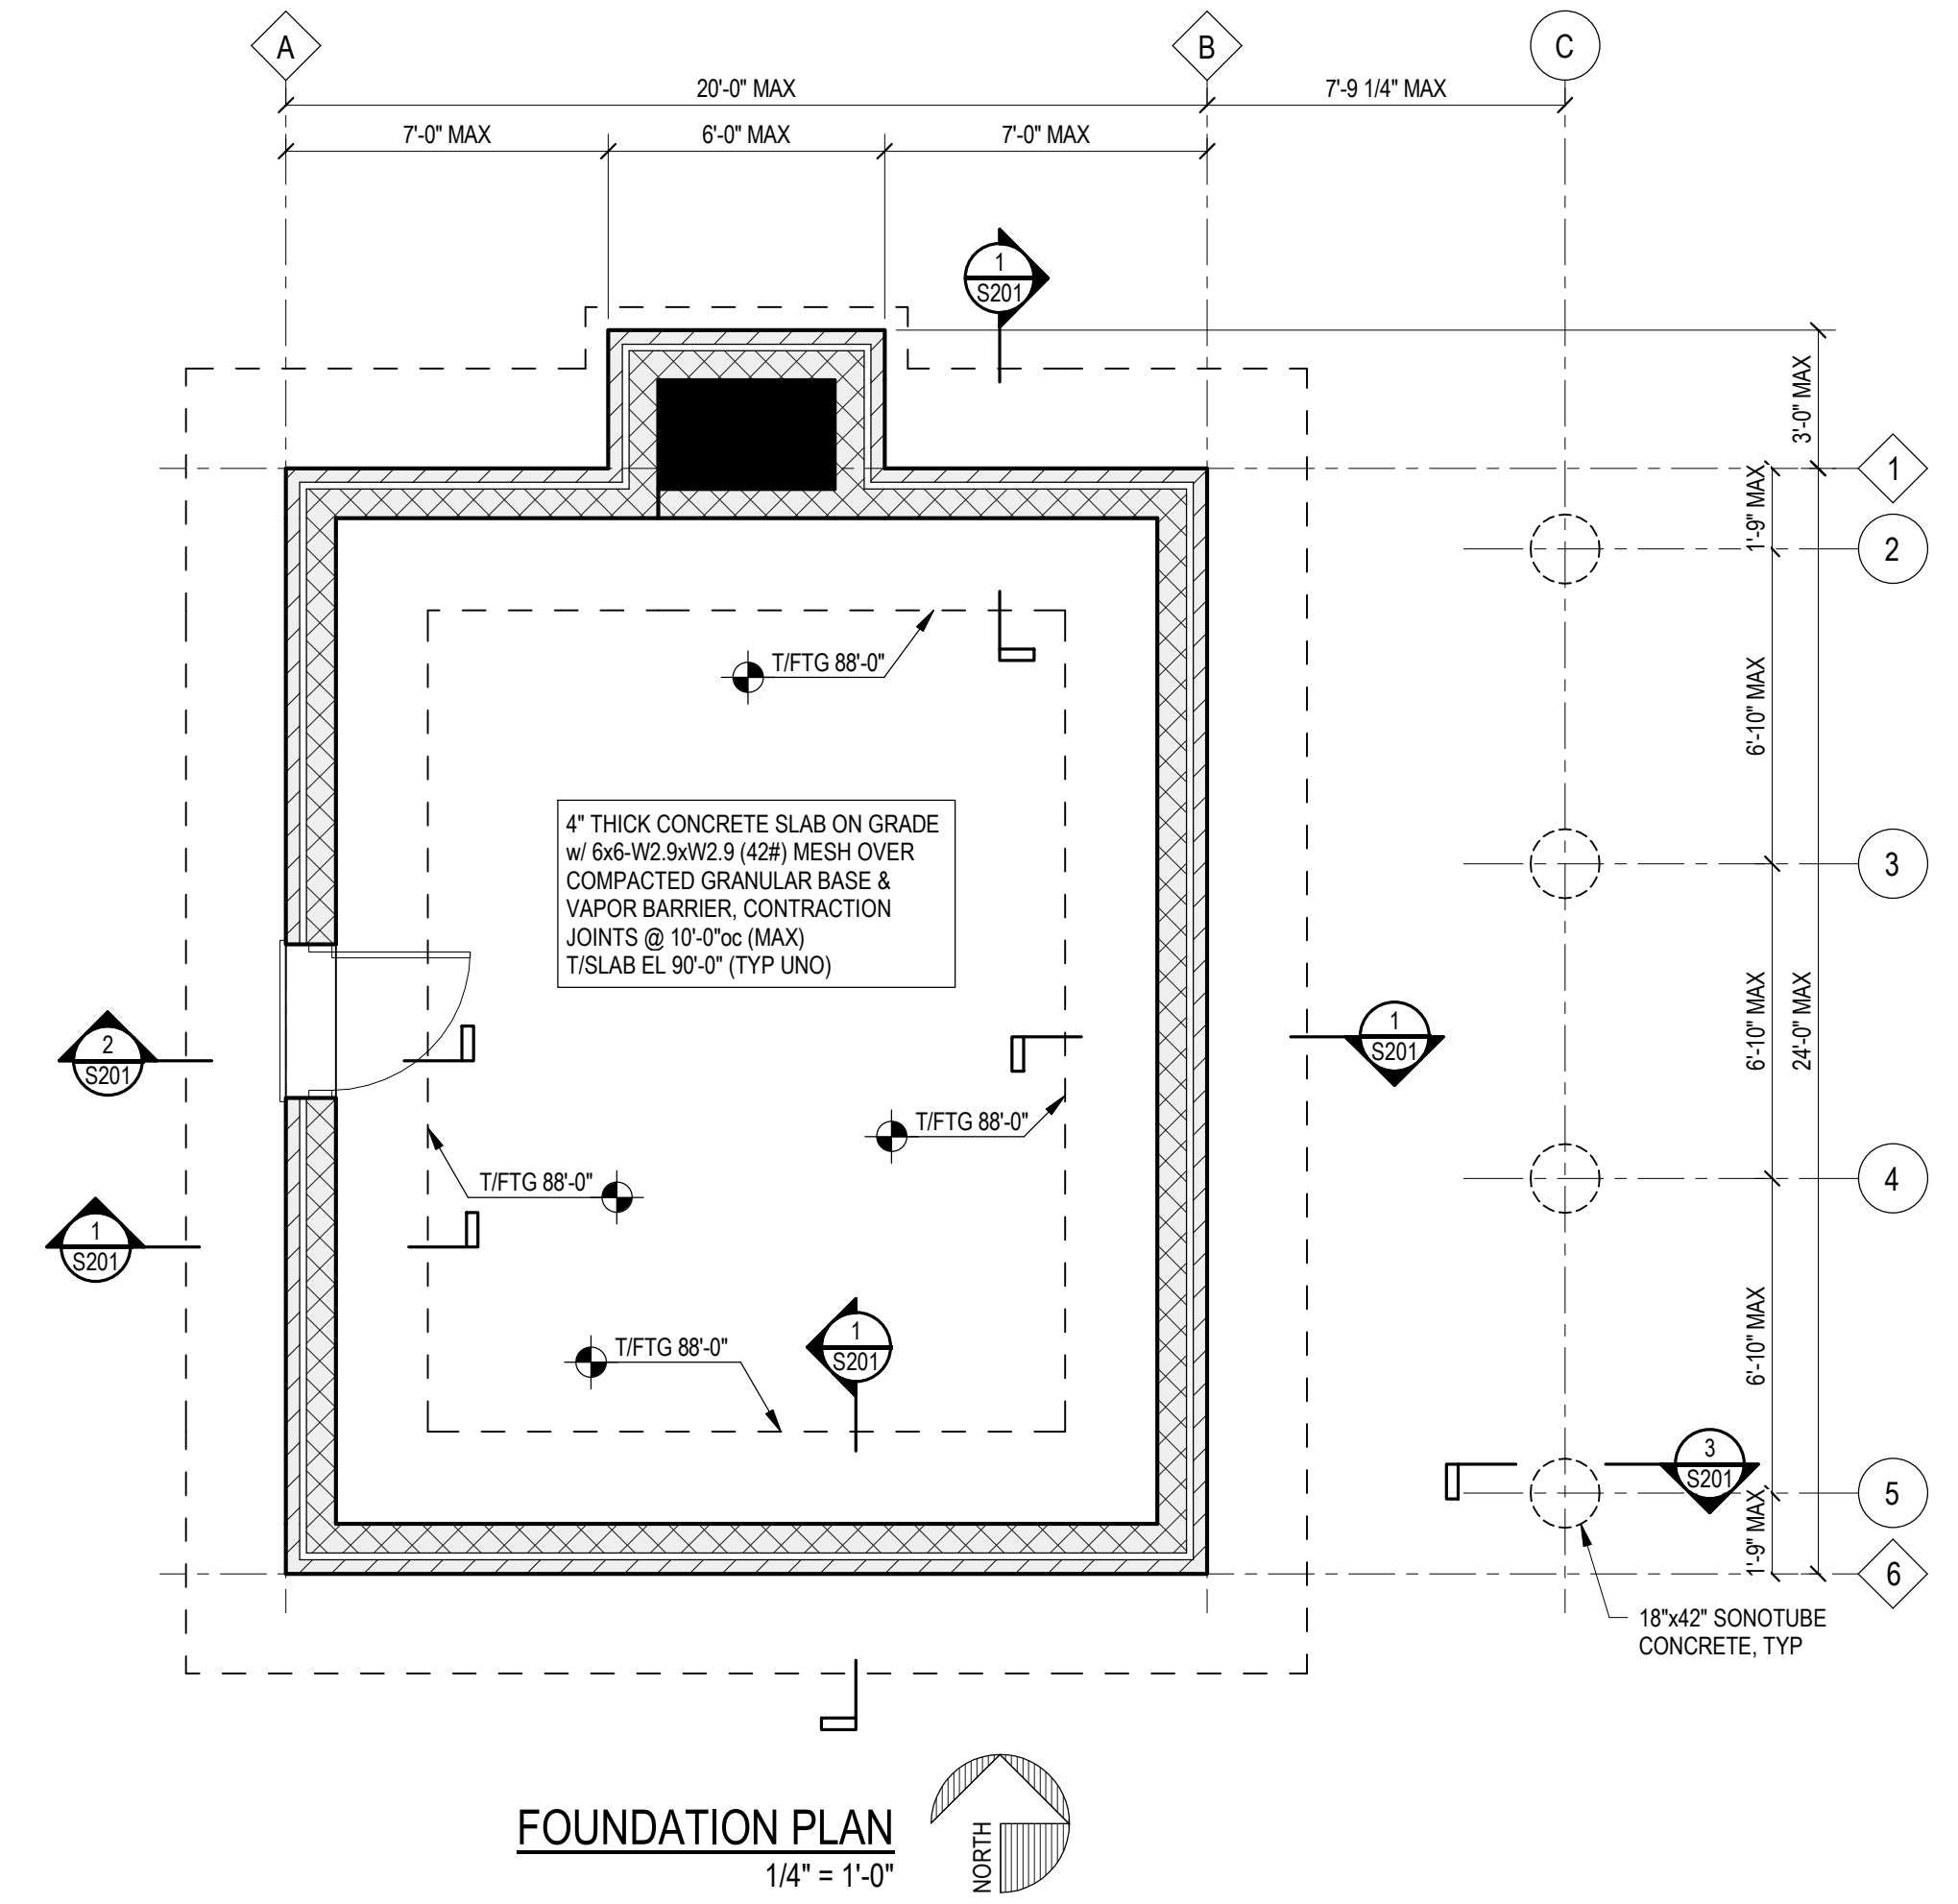 A
B
C
20'-0" MAX
7'-9 1/4" MAX
7'-0" MAX
6'-0" MAX
7'-0" MAX
1
S201
3'-0" MAX
1
1'-9" MAX
2
6'-10" MAX
T/FTG 88'-0"
4" THICK CONCRETE SLAB ON GRADE
w/ 6x6-W2.9xW2.9 (42#) MESH OVER
COMPACTED GRANULAR BASE &
VAPOR BARRIER, CONTRACTION
JOINTS @ 10'-0"oc (MAX)
T/SLAB EL 90'-0" (TYP UNO)
3
6'-10" MAX
24'-0" MAX
2
S201
1
S201
T/FTG 88'-0"
T/FTG 88'-0"
4
1
S201
T/FTG 88'-0"
1
S201
6'-10" MAX
3
S201
5
1'-9" MAX
6
18"x42" SONOTUBE
CONCRETE, TYP
FOUNDATION PLAN
1/4" = 1'-0"
NORTH